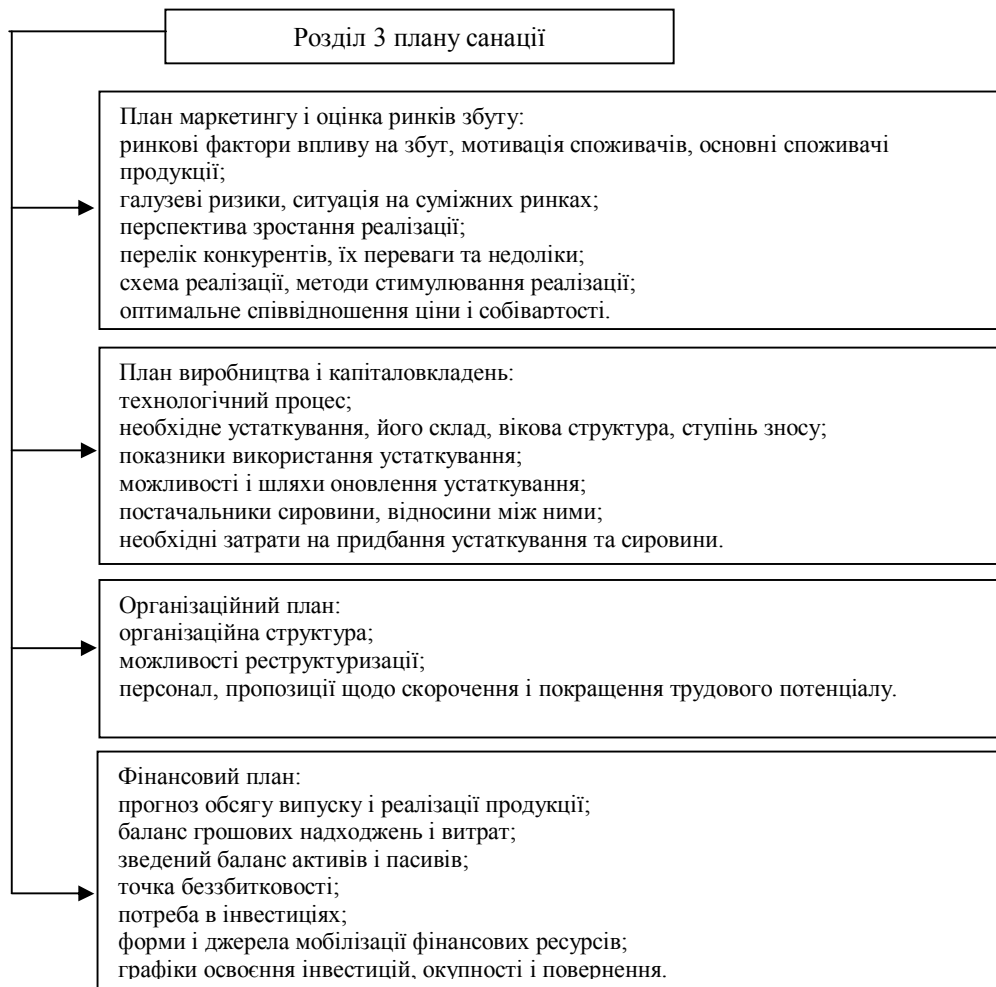 Розділ 3 плану санації
План маркетингу і оцінка ринків збуту:
ринкові фактори впливу на збут, мотивація споживачів, основні споживачі
продукції;
галузеві ризики, ситуація на суміжних ринках;
перспектива зростання реалізації;
перелік конкурентів, їх переваги та недоліки;
схема реалізації, методи стимулювання реалізації;
оптимальне співвідношення ціни і собівартості.
План виробництва і капіталовкладень:
технологічний процес;
необхідне устаткування, його склад, вікова структура, ступінь зносу;
показники використання устаткування;
можливості і шляхи оновлення устаткування;
постачальники сировини, відносини між ними;
необхідні затрати на придбання устаткування та сировини.
Організаційний план:
організаційна структура;
можливості реструктуризації;
персонал, пропозиції щодо скорочення і покращення трудового потенціалу.
Фінансовий план:
прогноз обсягу випуску і реалізації продукції;
баланс грошових надходжень і витрат;
зведений баланс активів і пасивів;
точка беззбитковості;
потреба в інвестиціях;
форми і джерела мобілізації фінансових ресурсів;
графіки освоєння інвестицій, окупності і повернення.